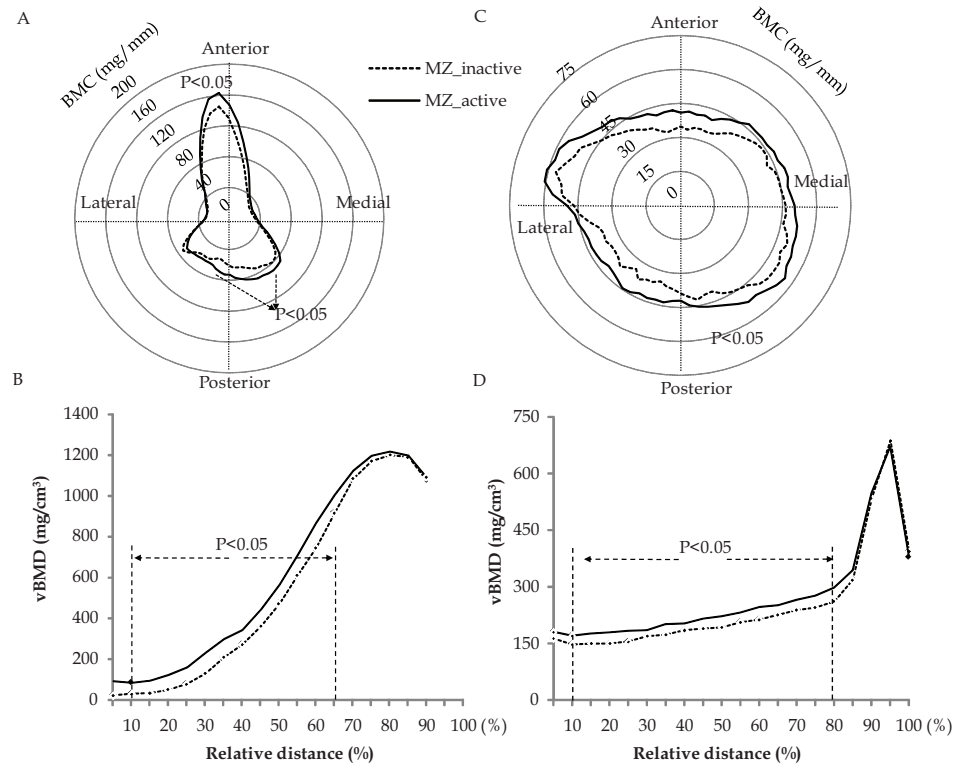 A
BMC (mg/mm)
200
160
120
80
40
0
Anterior
P<0.05
Lateral
Medial
P<0.05
Posterior
MZ_inactive
MZ_active
C
BMC (mg/mm)
75
60
45
30
15
0
Anterior
Medial
Lateral
P<0.05
Posterior
B
1400
1200
1000
800
600
400
200
0
vBMD (mg/cm³)
P<0.05
10 20 30 40 50 60 70 80 90 100 (%)
Relative distance (%)
D
750
600
450
300
150
0
vBMD (mg/cm³)
P<0.05
10 20 30 40 50 60 70 80 90 100 (%)
Relative distance (%)